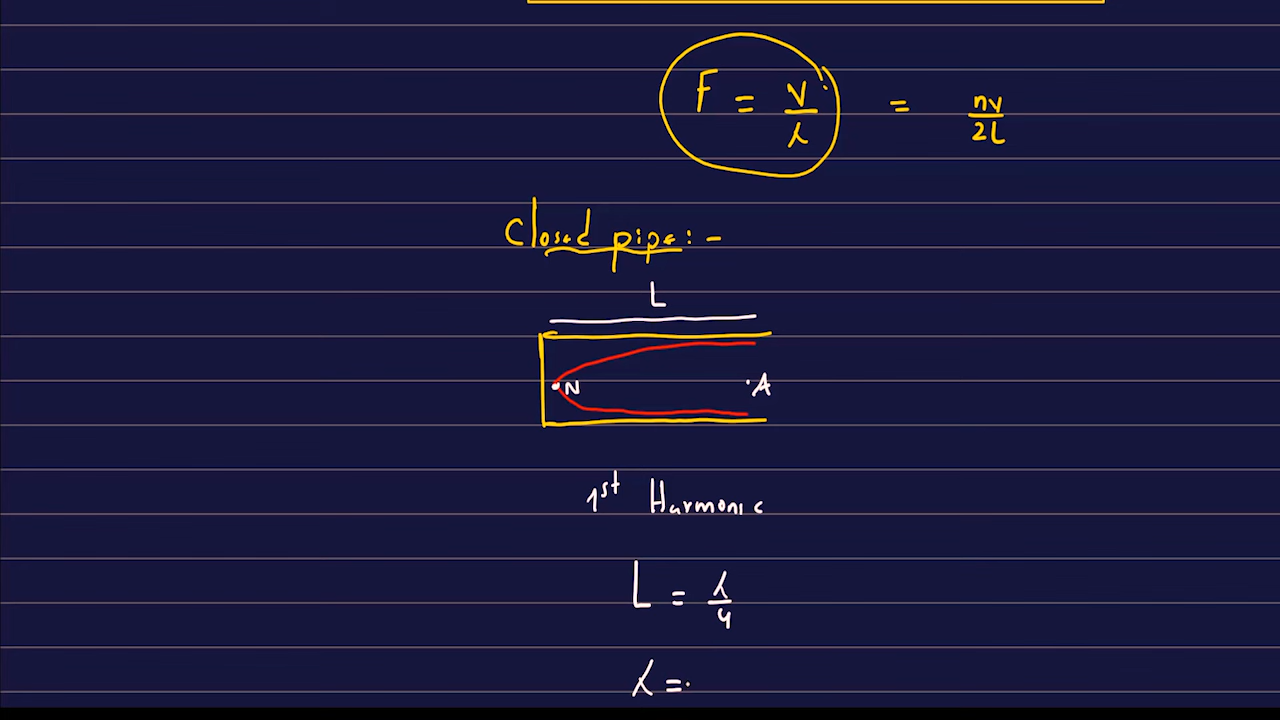 F = v/λ = nv/2L
Closed pipe:-
L
N A
1st Harmonic
L = λ/4
λ =